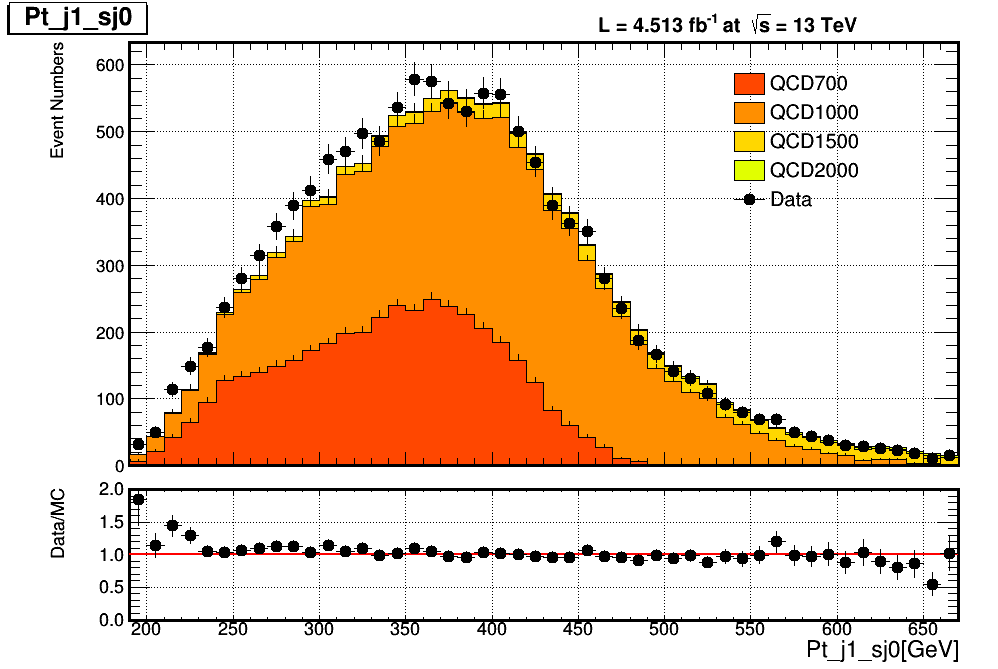 Pt_j1_sj0
L = 4.513 fb⁻¹ at √s = 13 TeV
Event Numbers
600
500
400
300
200
100
0
QCD700
QCD1000
QCD1500
QCD2000
Data
Data/MC
2.0
1.5
1.0
0.5
0.0
200 250 300 350 400 450 500 550 600 650
Pt_j1_sj0[GeV]